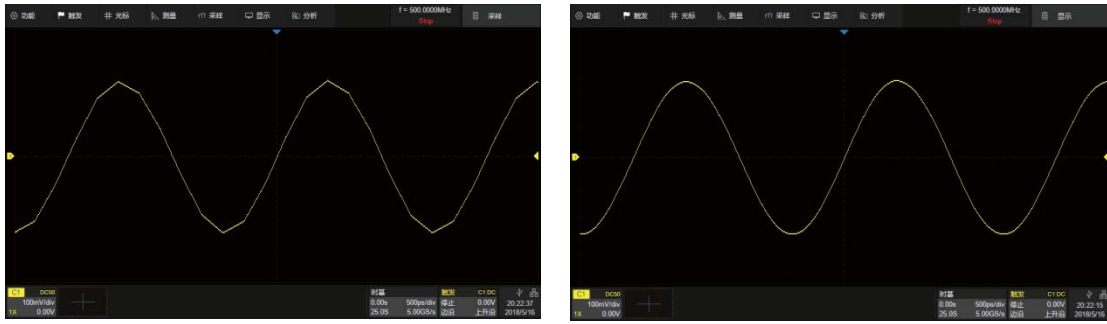 功能 触发 光标 测量 采样 显示 分析 f = 500.0000MHz Stop 采样
C1 DC50 100mV/div 1X 0.00V
时基 0.00s 500ps/div 25.0S 5.00GS/s
触发 C1 DC 停止 0.00V 边沿 上升沿
20:22:37 2018/5/16
功能 触发 光标 测量 采样 显示 分析 f = 500.0000MHz Stop 显示
C1 DC50 100mV/div 1X 0.00V
时基 0.00s 500ps/div 25.0S 5.00GS/s
触发 C1 DC 停止 0.00V 边沿 上升沿
20:22:15 2018/5/16